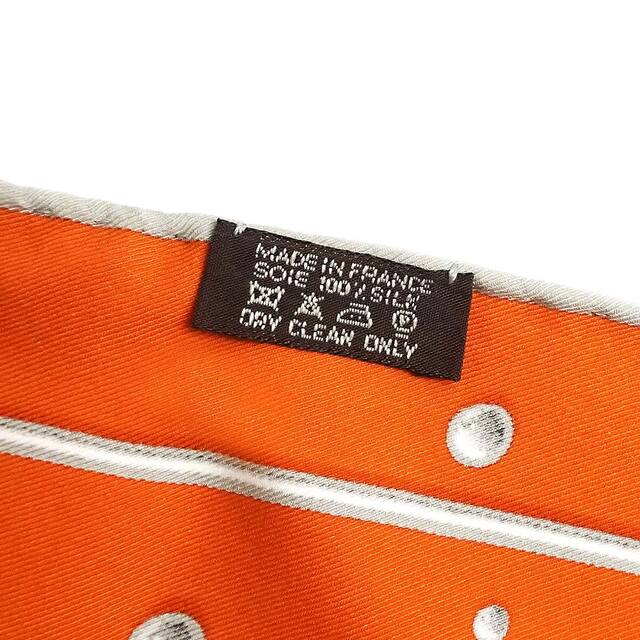 MADE IN FRANCE
SOIE 100% SILK
P
DRY CLEAN ONLY